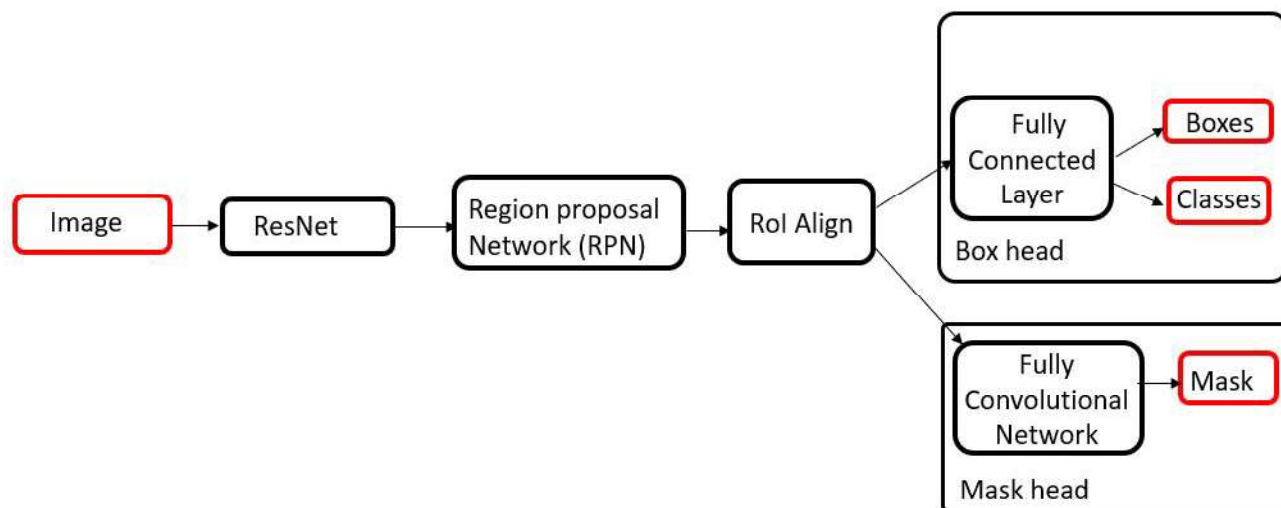 Image
ResNet
Region proposal
Network (RPN)
RoI Align
Fully
Connected
Layer
Boxes
Classes
Box head
Fully
Convolutional
Network
Mask
Mask head